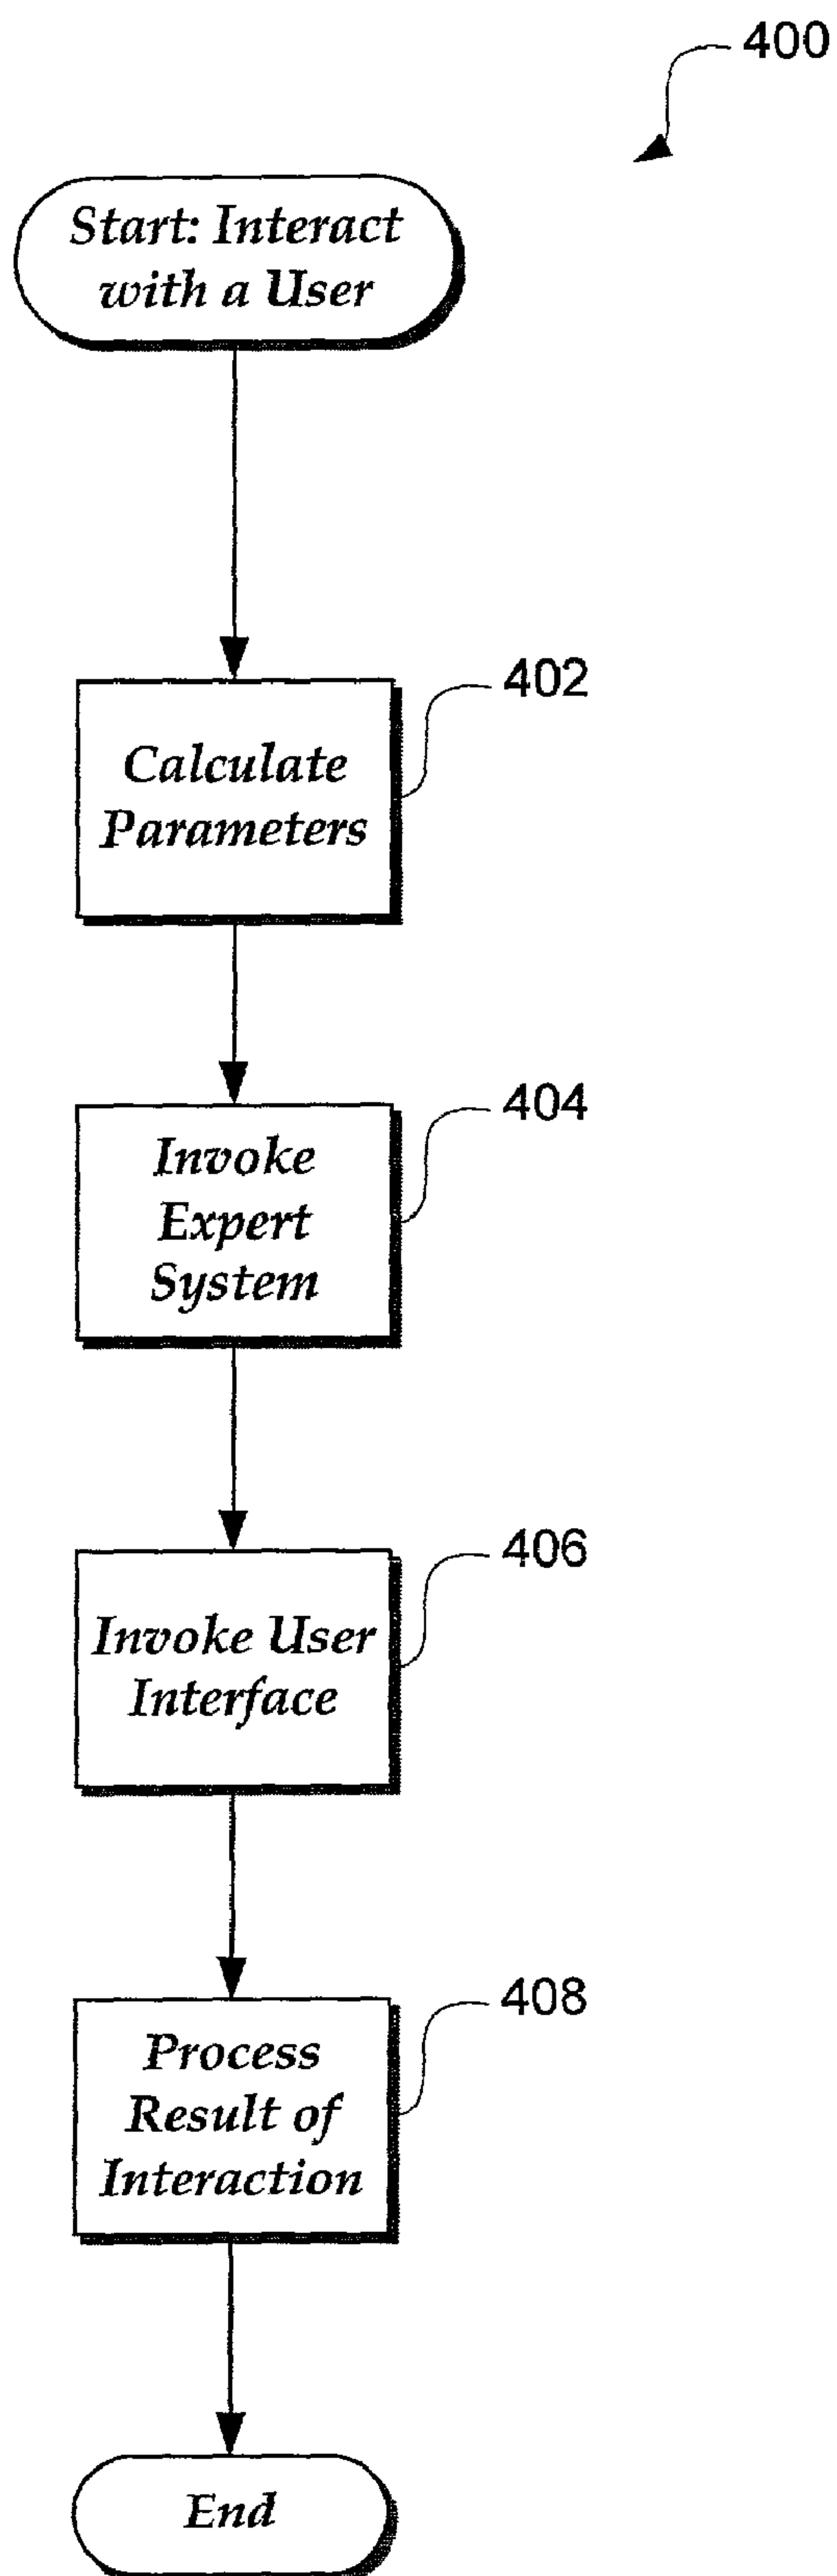 400
Start: Interact
with a User
402
Calculate
Parameters
404
Invoke
Expert
System
406
Invoke User
Interface
408
Process
Result of
Interaction
End